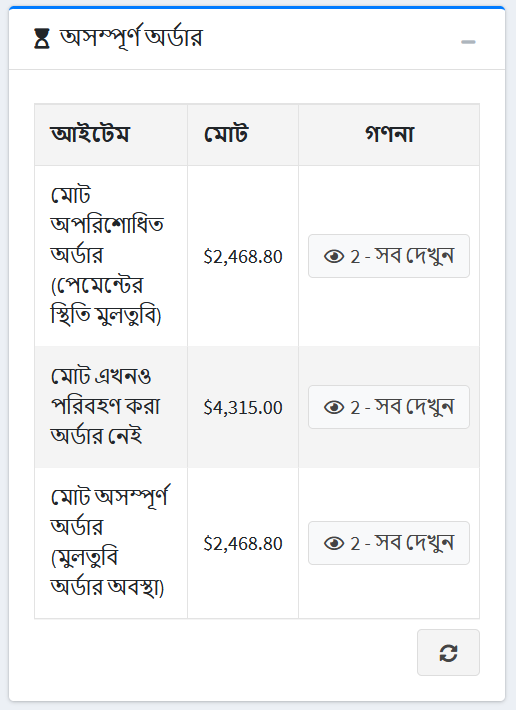 অসম্পূর্ণ অর্ডার
আইটেম মোট গণনা
মোট
অপরিশোধিত
অর্ডার
(পেমেন্টের
স্থিতি মুলতুবি)
$2,468.80
2 - সব দেখুন
মোট এখনও
পরিবহণ করা
অর্ডার নেই
$4,315.00
2 - সব দেখুন
মোট অসম্পূর্ণ
অর্ডার
(মুলতুবি
অর্ডার অবস্থা)
$2,468.80
2 - সব দেখুন